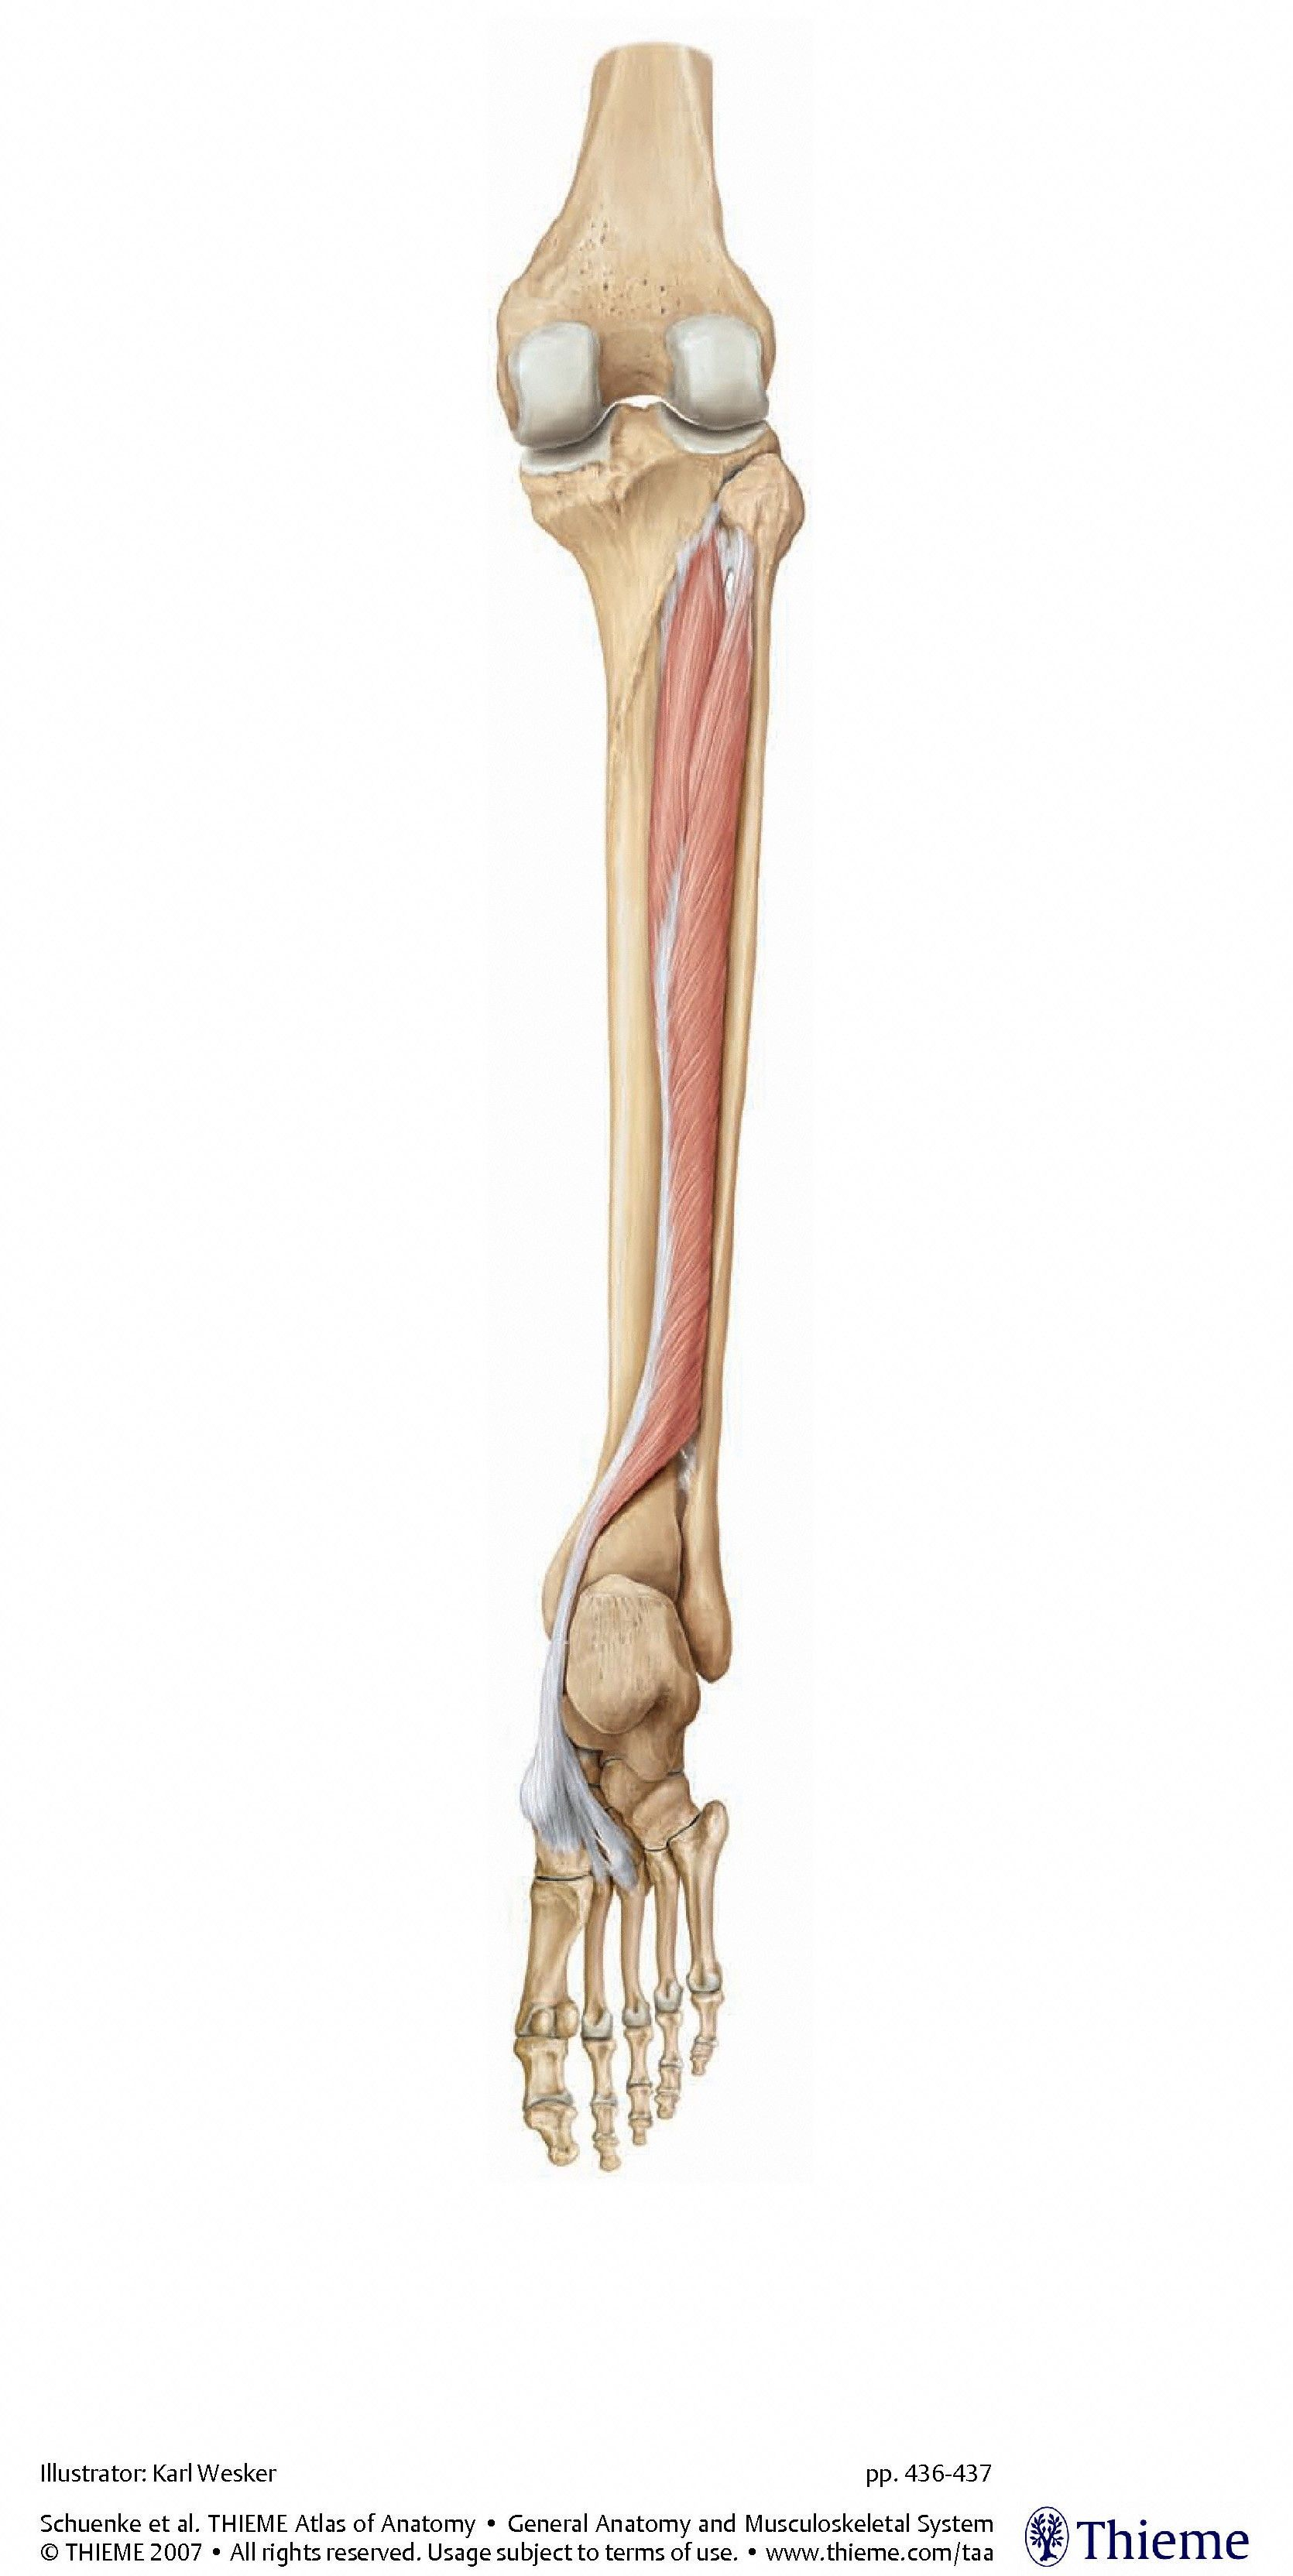 Illustrator: Karl Wesker
pp. 436-437
Schuenke et al. THIEME Atlas of Anatomy • General Anatomy and Musculoskeletal System
© THIEME 2007 • All rights reserved. Usage subject to terms of use. • www.thieme.com/taa
Thieme